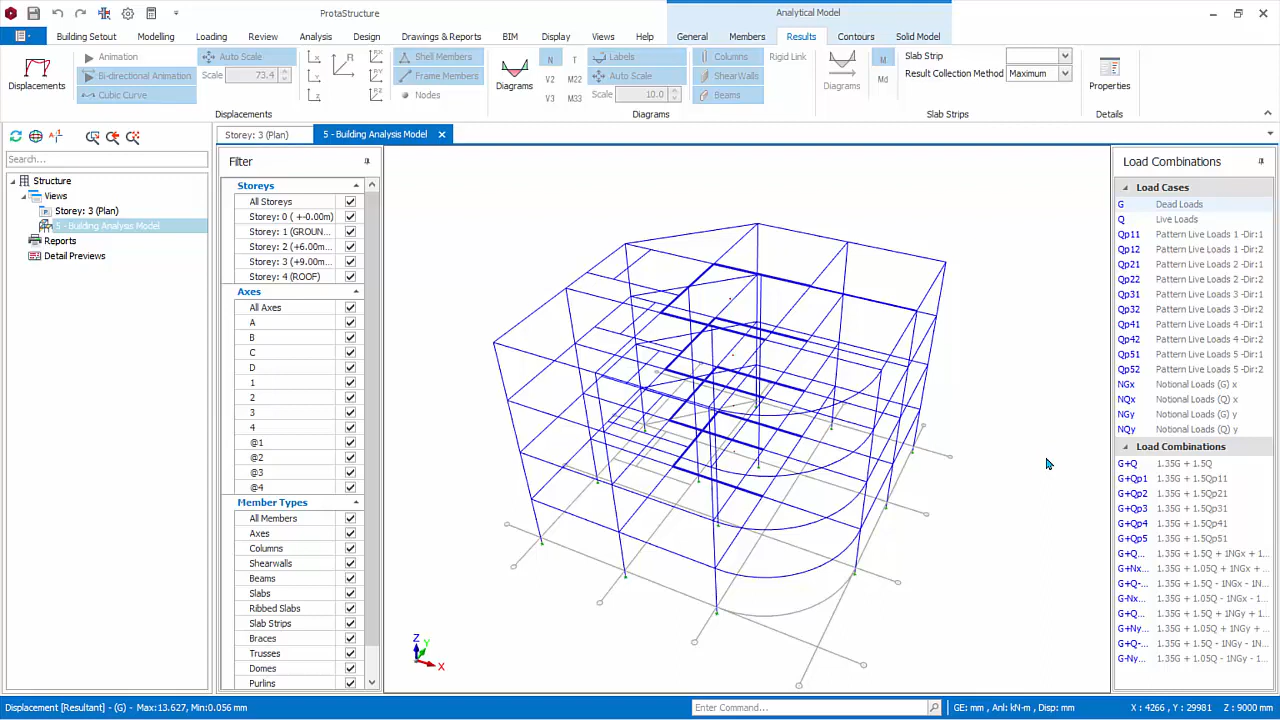 ProtaStructure
Analytical Model
Building Setout
Modelling
Loading
Review
Analysis
Design
Drawings & Reports
BIM
Display
Views
Help
General
Members
Results
Contours
Solid Model
Displacements
Animation
Bi-directional Animation
Cubic Curve
Auto Scale
Scale
73.4
X
Y
Z
R
RX
RY
RZ
Shell Members
Frame Members
Nodes
Displacements
Diagrams
N
T
V2
M22
V3
M33
Labels
Auto Scale
Scale
10.0
Columns
ShearWalls
Beams
Rigid Link
Diagrams
Diagrams
M
Md
Slab Strip
Result Collection Method
Maximum
Slab Strips
Properties
Details
Search...
Structure
Views
Storey: 3 (Plan)
5 - Building Analysis Model
Reports
Detail Previews
Storey: 3 (Plan)
5 - Building Analysis Model
Filter
Storeys
All Storeys
Storey: 0 ( +-0.00m)
Storey: 1 (GROUN...
Storey: 2 (+6.00m...
Storey: 3 (+9.00m...
Storey: 4 (ROOF)
Axes
All Axes
A
B
C
D
1
2
3
4
@1
@2
@3
@4
Member Types
All Members
Axes
Columns
Shearwalls
Beams
Slabs
Ribbed Slabs
Slab Strips
Braces
Trusses
Domes
Purlins
Z
Y
X
Load Combinations
Load Cases
G Dead Loads
Q Live Loads
Qp11 Pattern Live Loads 1 -Dir:1
Qp12 Pattern Live Loads 1 -Dir:2
Qp21 Pattern Live Loads 2 -Dir:1
Qp22 Pattern Live Loads 2 -Dir:2
Qp31 Pattern Live Loads 3 -Dir:1
Qp32 Pattern Live Loads 3 -Dir:2
Qp41 Pattern Live Loads 4 -Dir:1
Qp42 Pattern Live Loads 4 -Dir:2
Qp51 Pattern Live Loads 5 -Dir:1
Qp52 Pattern Live Loads 5 -Dir:2
NGx Notional Loads (G) x
NQx Notional Loads (Q) x
NGy Notional Loads (G) y
NQy Notional Loads (Q) y
Load Combinations
G+Q 1.35G + 1.5Q
G+Qp1 1.35G + 1.5Qp11
G+Qp2 1.35G + 1.5Qp21
G+Qp3 1.35G + 1.5Qp31
G+Qp4 1.35G + 1.5Qp41
G+Qp5 1.35G + 1.5Qp51
G+Q... 1.35G + 1.5Q + 1NGx + 1...
G+Nx... 1.35G + 1.05Q + 1NGx + ...
G+Q-... 1.35G + 1.5Q - 1NGx - 1N...
G-Nx... 1.35G + 1.05Q - 1NGx - 1...
G+Q... 1.35G + 1.5Q + 1NGy + 1...
G+Ny... 1.35G + 1.05Q + 1NGy + ...
G+Q-... 1.35G + 1.5Q - 1NGy - 1N...
G-Ny... 1.35G + 1.05Q - 1NGy - 1...
Displacement [Resultant] - (G) - Max:13.627, Min:0.056 mm
Enter Command...
GE: mm , Anl: kN-m , Disp: mm
X : 4266 , Y : 29981
Z : 9000 mm